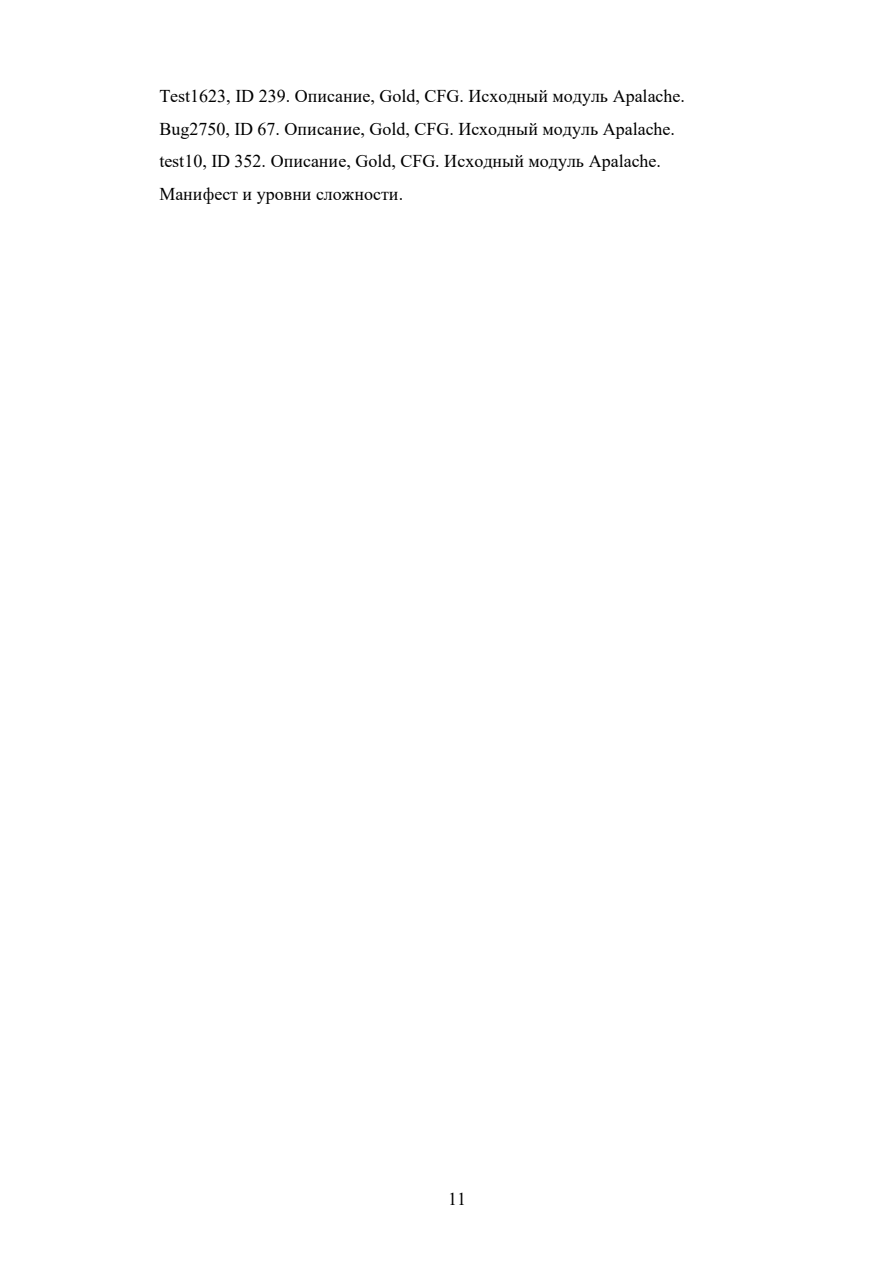 Test1623, ID 239. Описание, Gold, CFG. Исходный модуль Apalache.
Bug2750, ID 67. Описание, Gold, CFG. Исходный модуль Apalache.
test10, ID 352. Описание, Gold, CFG. Исходный модуль Apalache.
Манифест и уровни сложности.
11